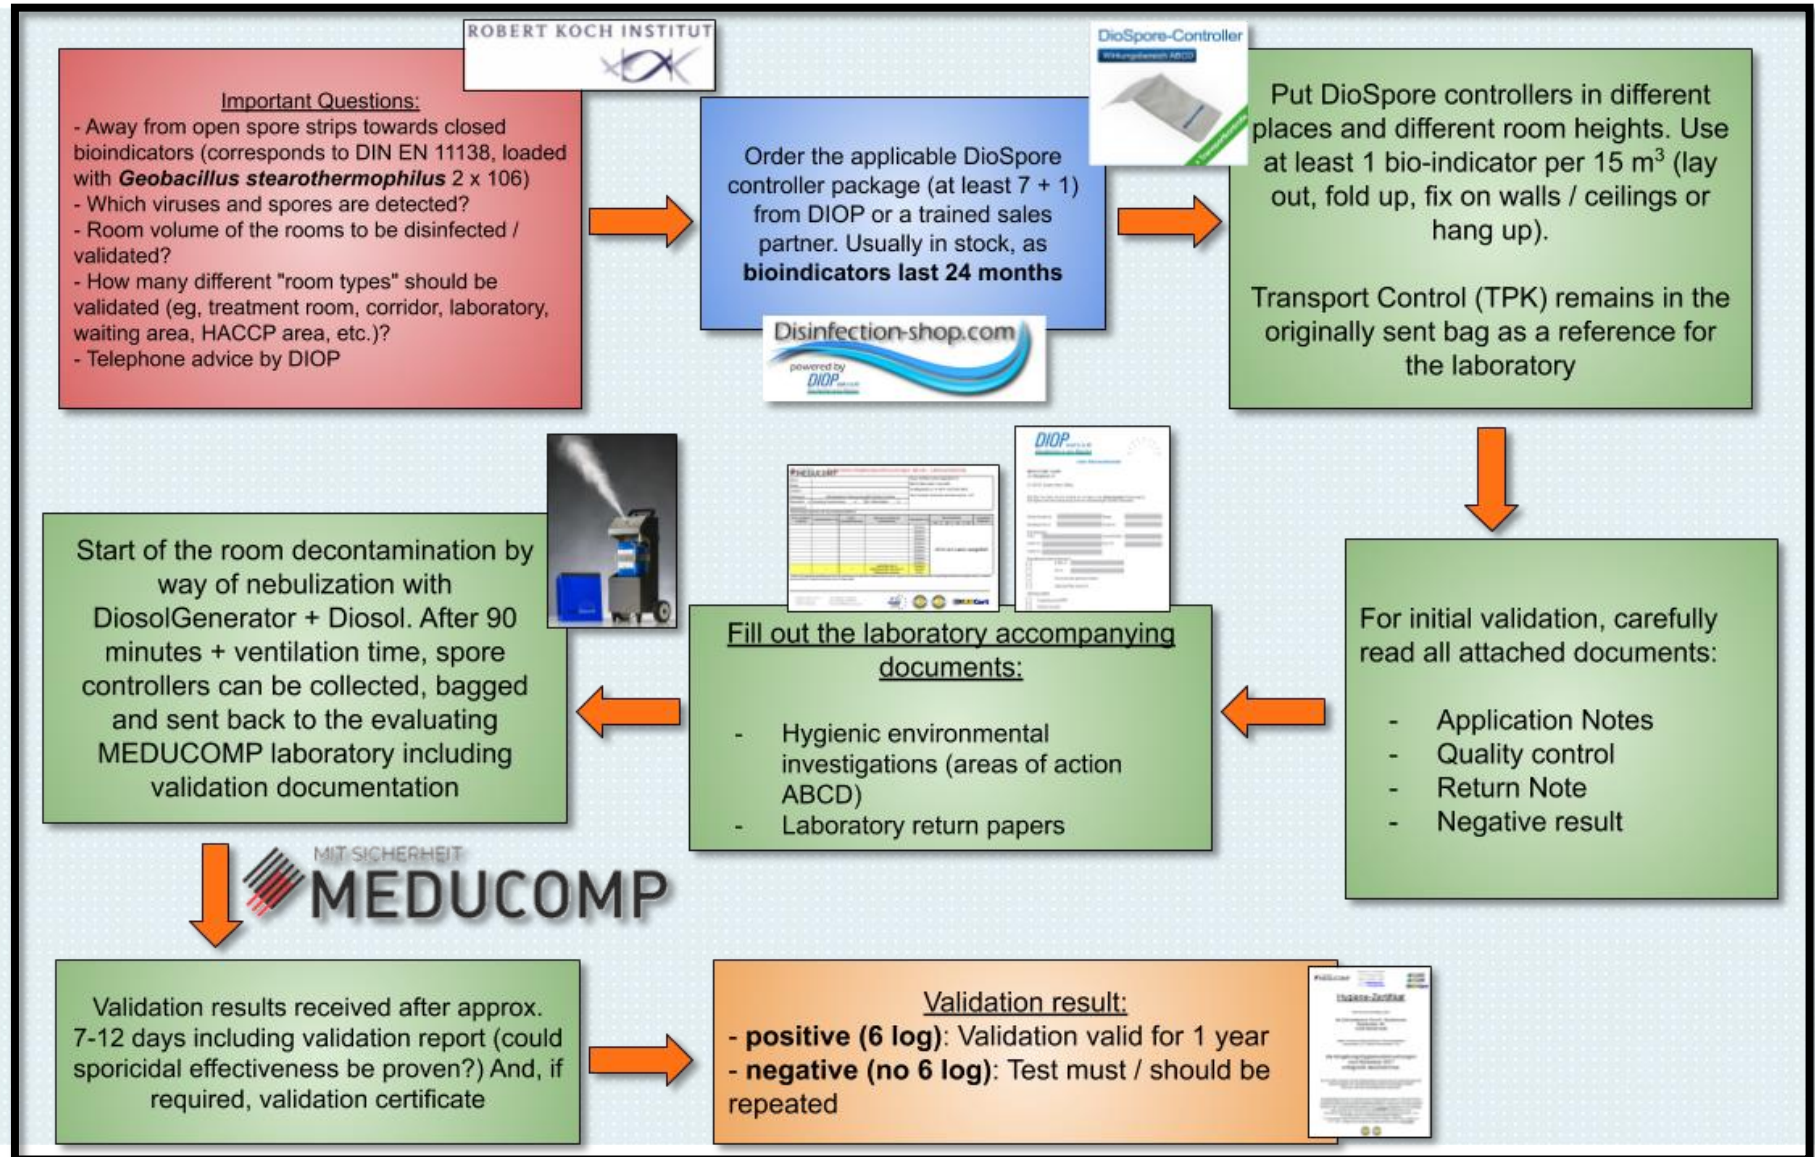 ROBERT KOCH INSTITUT
Important Questions:
- Away from open spore strips towards closed
bioindicators (corresponds to DIN EN 11138, loaded
with Geobacillus stearothermophilus 2 x 106)
- Which viruses and spores are detected?
- Room volume of the rooms to be disinfected /
validated?
- How many different "room types" should be
validated (eg, treatment room, corridor, laboratory,
waiting area, HACCP area, etc.)?
- Telephone advice by DIOP
Order the applicable DioSpore
controller package (at least 7 + 1)
from DIOP or a trained sales
partner. Usually in stock, as
bioindicators last 24 months
Disinfection-shop.com
powered by
DIOP
DioSpore-Controller
Wirkungsbereich ABCD
+ Transportkontrolle
Put DioSpore controllers in different
places and different room heights. Use
at least 1 bio-indicator per 15 m³ (lay
out, fold up, fix on walls / ceilings or
hang up).
Transport Control (TPK) remains in the
originally sent bag as a reference for
the laboratory
For initial validation, carefully
read all attached documents:
- Application Notes
- Quality control
- Return Note
- Negative result
MEDUCOMP
DIOP
Fill out the laboratory accompanying
documents:
- Hygienic environmental
investigations (areas of action
ABCD)
- Laboratory return papers
Start of the room decontamination by
way of nebulization with
DiosolGenerator + Diosol. After 90
minutes + ventilation time, spore
controllers can be collected, bagged
and sent back to the evaluating
MEDUCOMP laboratory including
validation documentation
MIT SICHERHEIT
MEDUCOMP
Validation results received after approx.
7-12 days including validation report (could
sporicidal effectiveness be proven?) And, if
required, validation certificate
Validation result:
- positive (6 log): Validation valid for 1 year
- negative (no 6 log): Test must / should be
repeated
Hygiene-Zertifikat